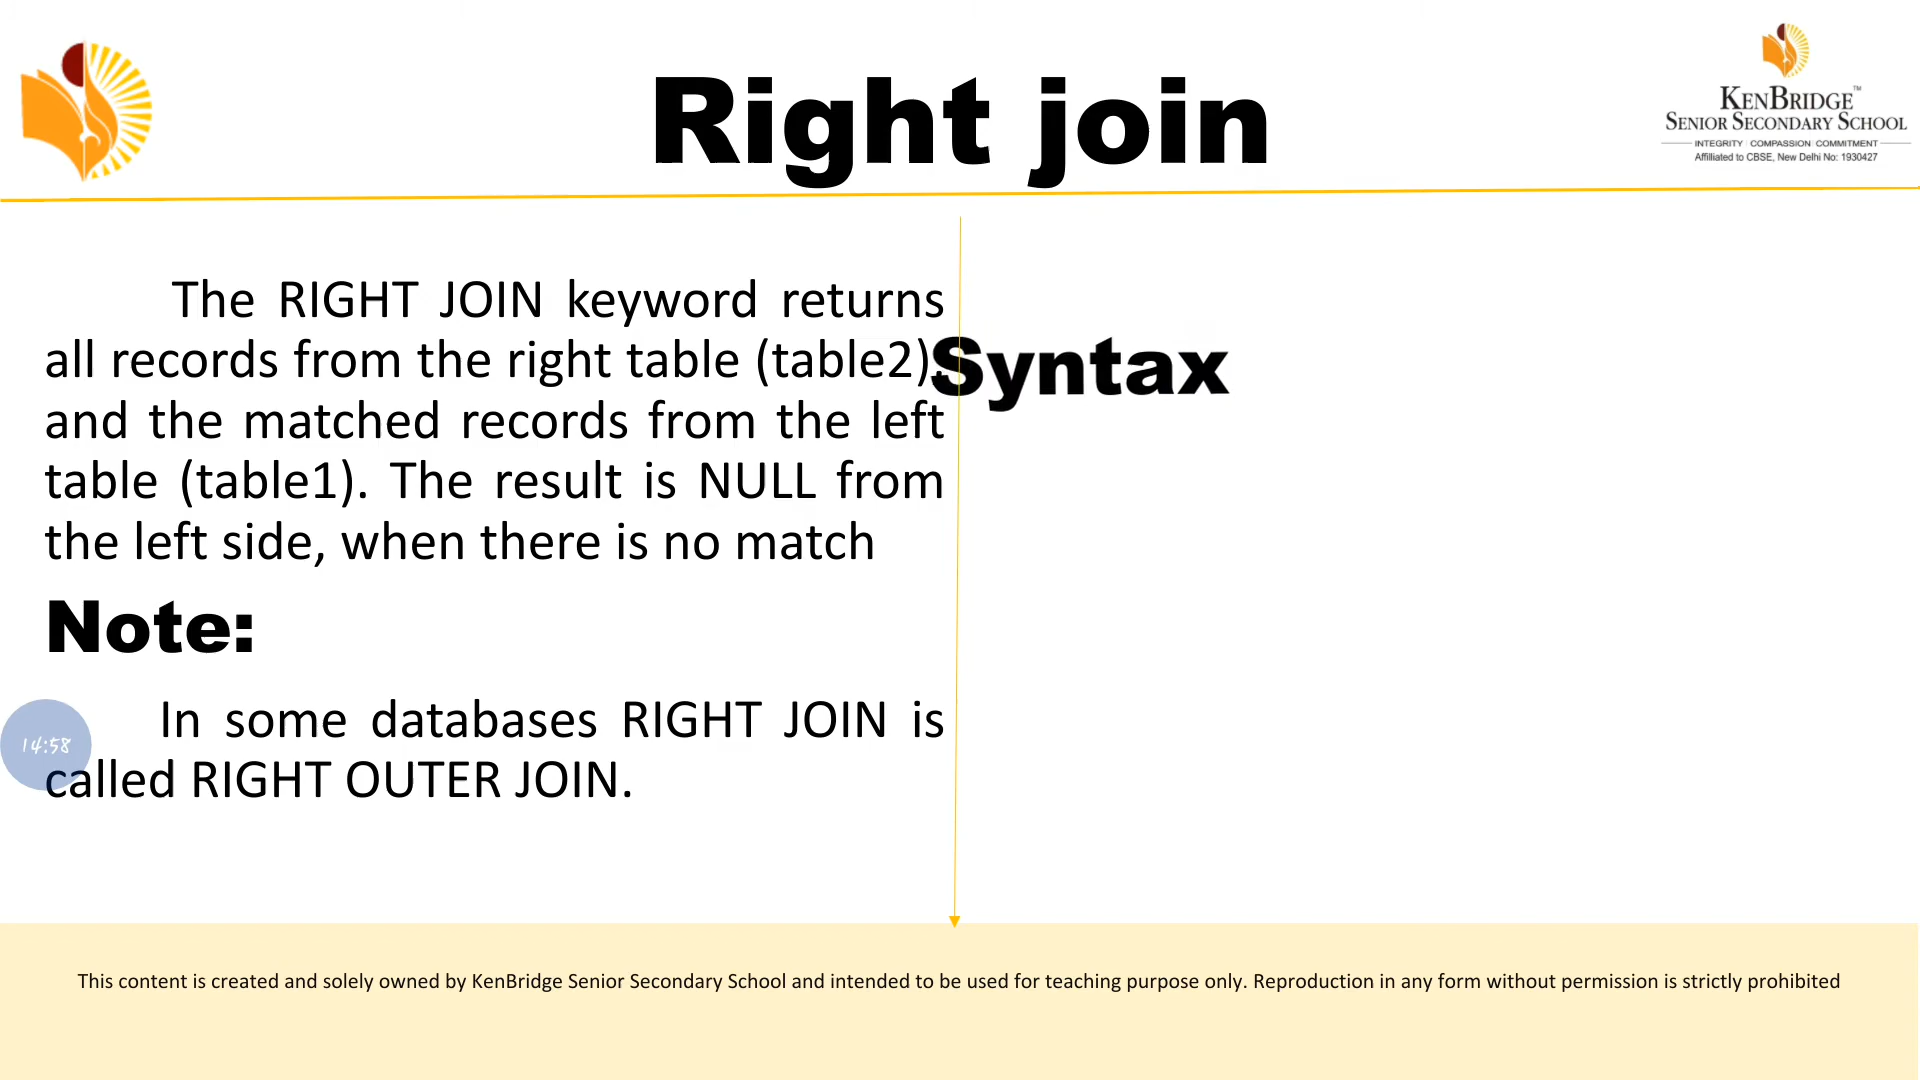 Right join
KENBRIDGE™
SENIOR SECONDARY SCHOOL
INTEGRITY | COMPASSION | COMMITMENT
Affiliated to CBSE, New Delhi No: 1930427
The RIGHT JOIN keyword returns
all records from the right table (table2),
and the matched records from the left
table (table1). The result is NULL from
the left side, when there is no match
Note:
In some databases RIGHT JOIN is
called RIGHT OUTER JOIN.
14:58
Syntax
This content is created and solely owned by KenBridge Senior Secondary School and intended to be used for teaching purpose only. Reproduction in any form without permission is strictly prohibited